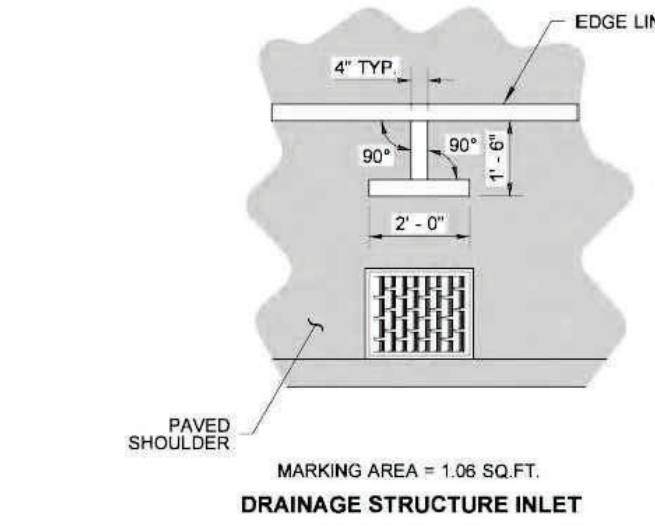 EDGE LIN
4" TYP.
90°
90°
1' - 6"
2' - 0"
PAVED
SHOULDER
MARKING AREA = 1.06 SQ.FT.
DRAINAGE STRUCTURE INLET